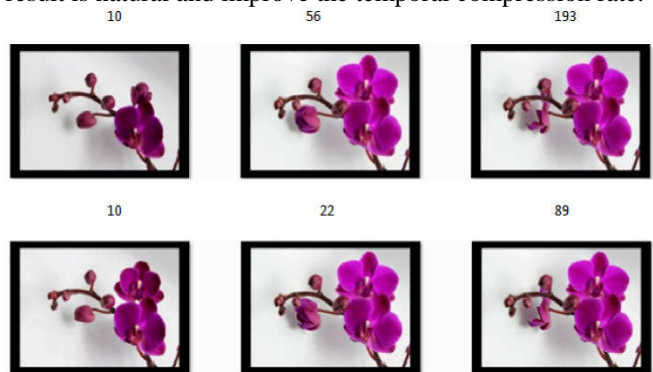 result is natural and improve the temporal compression rate.
10 56 193
10 22 89